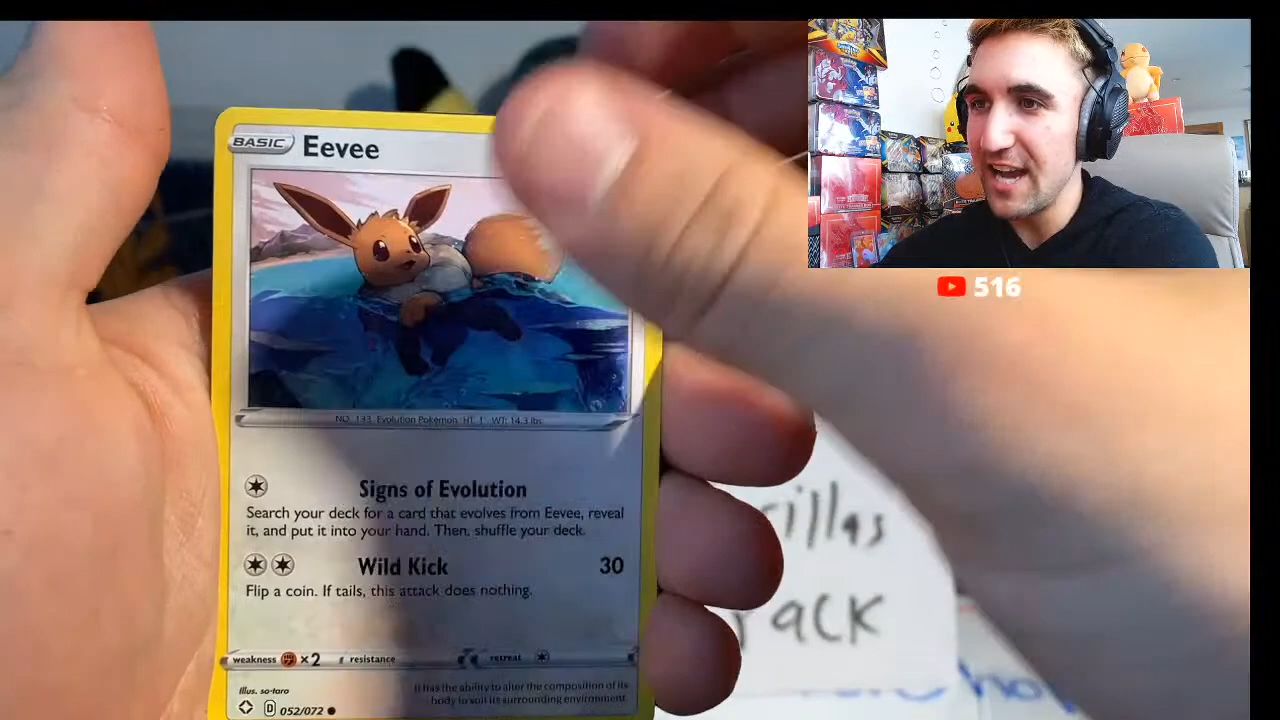 BASIC Eevee
516
NO. 133 Evolution Pokémon HT: 1' WT: 14.3 lbs
Signs of Evolution
Search your deck for a card that evolves from Eevee, reveal
it, and put it into your hand. Then, shuffle your deck.
Wild Kick 30
Flip a coin. If tails, this attack does nothing.
weakness ×2 resistance retreat
Illus. so-taro
It has the ability to alter the composition of its
body to suit its surrounding environment.
D 052/072